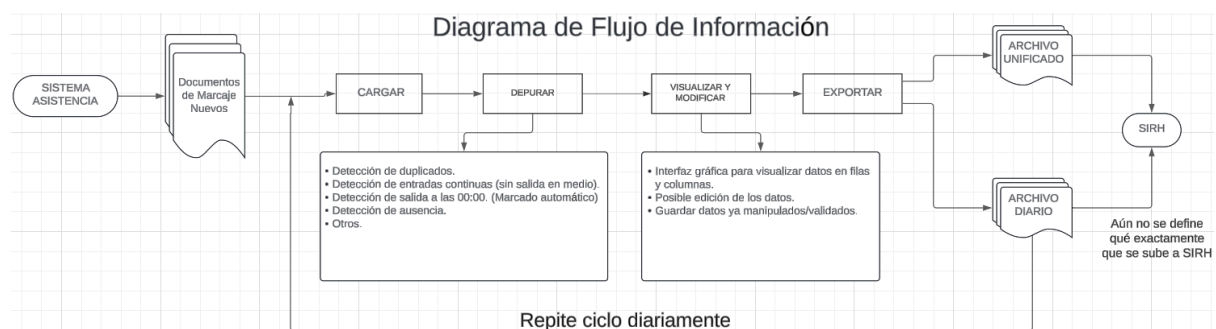 Diagrama de Flujo de Información
SISTEMA
ASISTENCIA
Documentos
de Marcaje
Nuevos
CARGAR
DEPURAR
VISUALIZAR Y
MODIFICAR
EXPORTAR
ARCHIVO
UNIFICADO
SIRH
• Detección de duplicados.
• Detección de entradas continuas (sin salida en medio).
• Detección de salida a las 00:00. (Marcado automático)
• Detección de ausencia.
• Otros.
• Interfaz gráfica para visualizar datos en filas
y columnas.
• Posible edición de los datos.
• Guardar datos ya manipulados/validados.
ARCHIVO
DIARIO
Aún no se define
qué exactamente
que se sube a SIRH
Repite ciclo diariamente